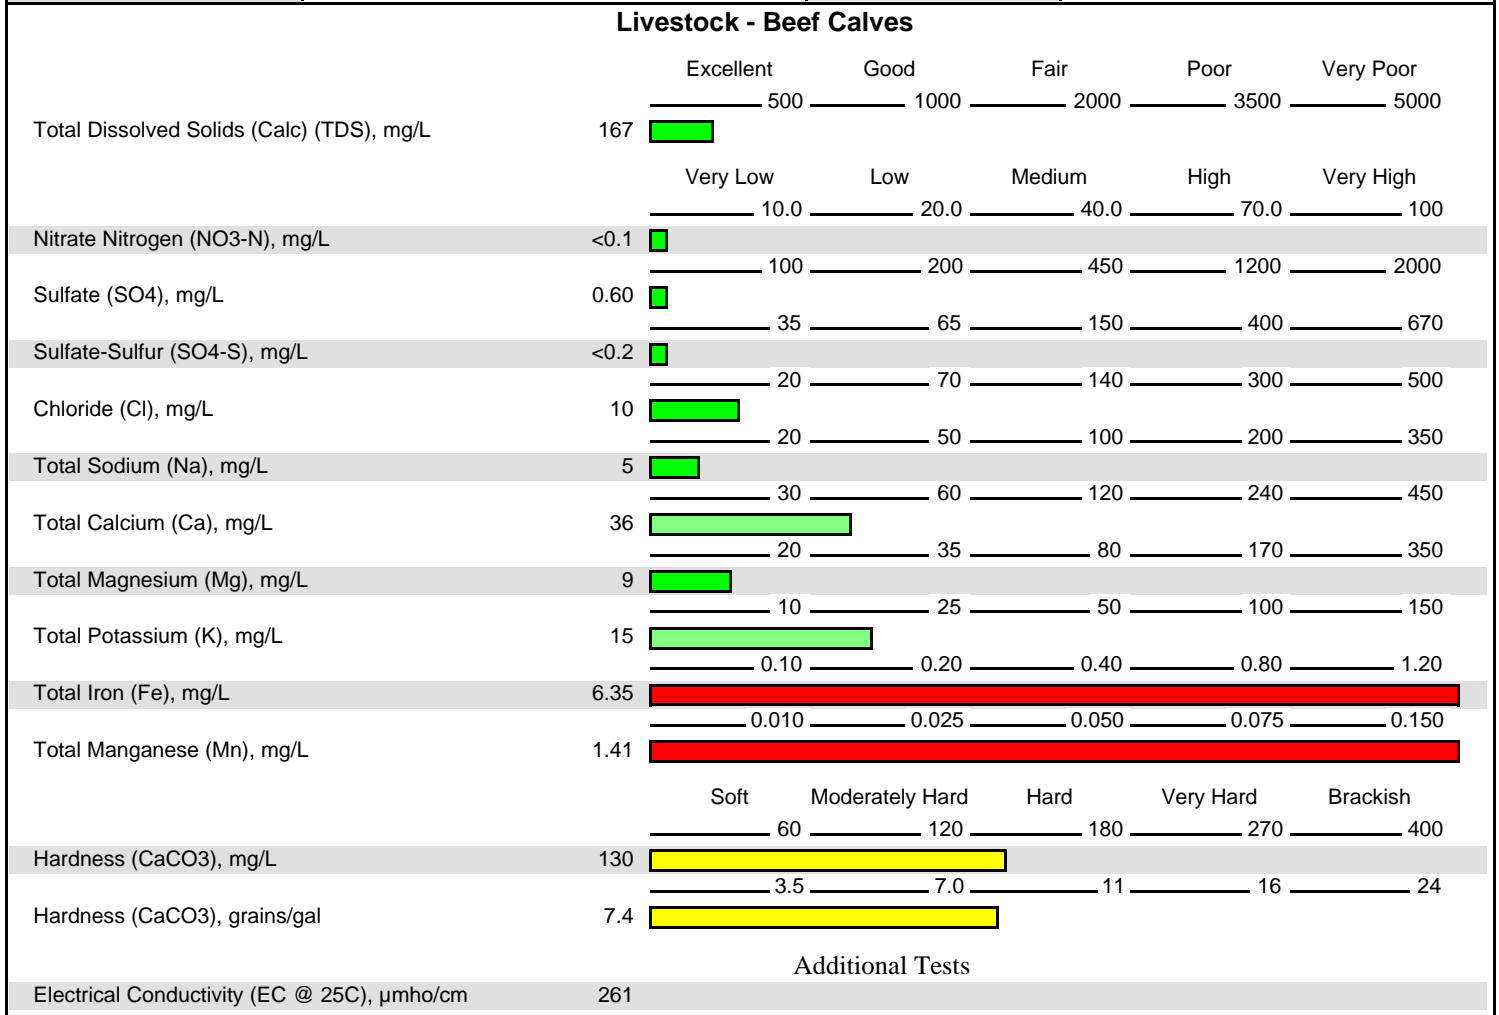 Livestock - Beef Calves
Excellent Good Fair Poor Very Poor
500 1000 2000 3500 5000
Total Dissolved Solids (Calc) (TDS), mg/L 167
Very Low Low Medium High Very High
10.0 20.0 40.0 70.0 100
Nitrate Nitrogen (NO3-N), mg/L <0.1
100 200 450 1200 2000
Sulfate (SO4), mg/L 0.60
35 65 150 400 670
Sulfate-Sulfur (SO4-S), mg/L <0.2
20 70 140 300 500
Chloride (Cl), mg/L 10
20 50 100 200 350
Total Sodium (Na), mg/L 5
30 60 120 240 450
Total Calcium (Ca), mg/L 36
20 35 80 170 350
Total Magnesium (Mg), mg/L 9
10 25 50 100 150
Total Potassium (K), mg/L 15
0.10 0.20 0.40 0.80 1.20
Total Iron (Fe), mg/L 6.35
0.010 0.025 0.050 0.075 0.150
Total Manganese (Mn), mg/L 1.41
Soft Moderately Hard Hard Very Hard Brackish
60 120 180 270 400
Hardness (CaCO3), mg/L 130
3.5 7.0 11 16 24
Hardness (CaCO3), grains/gal 7.4
Additional Tests
Electrical Conductivity (EC @ 25C), µmho/cm 261